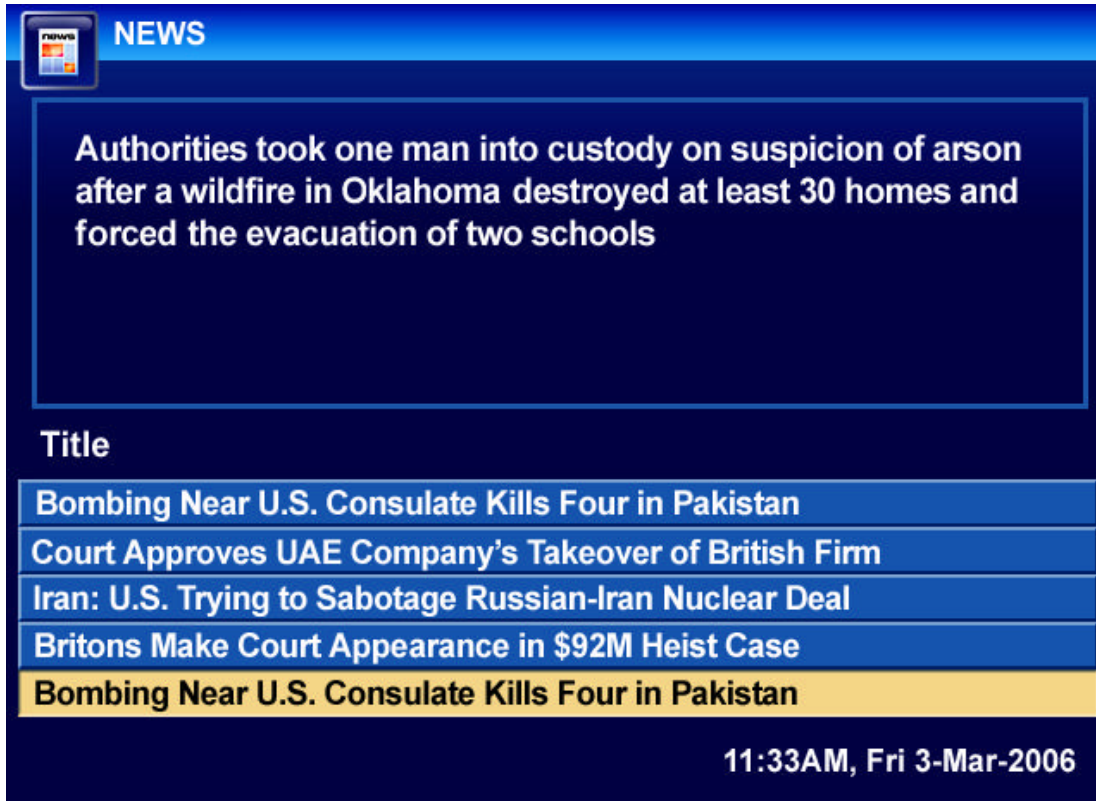 news
NEWS
Authorities took one man into custody on suspicion of arson
after a wildfire in Oklahoma destroyed at least 30 homes and
forced the evacuation of two schools
Title
Bombing Near U.S. Consulate Kills Four in Pakistan
Court Approves UAE Company’s Takeover of British Firm
Iran: U.S. Trying to Sabotage Russian-Iran Nuclear Deal
Britons Make Court Appearance in $92M Heist Case
Bombing Near U.S. Consulate Kills Four in Pakistan
11:33AM, Fri 3-Mar-2006